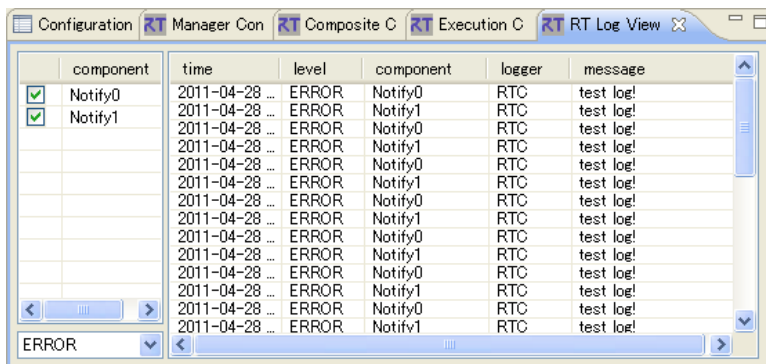 Configuration RT Manager Con RT Composite C RT Execution C RT RT Log View
component
Notify0
Notify1
ERROR
time level component logger message
2011-04-28 ... ERROR Notify0 RTC test log!
2011-04-28 ... ERROR Notify1 RTC test log!
2011-04-28 ... ERROR Notify0 RTC test log!
2011-04-28 ... ERROR Notify1 RTC test log!
2011-04-28 ... ERROR Notify0 RTC test log!
2011-04-28 ... ERROR Notify1 RTC test log!
2011-04-28 ... ERROR Notify0 RTC test log!
2011-04-28 ... ERROR Notify1 RTC test log!
2011-04-28 ... ERROR Notify0 RTC test log!
2011-04-28 ... ERROR Notify1 RTC test log!
2011-04-28 ... ERROR Notify0 RTC test log!
2011-04-28 ... ERROR Notify1 RTC test log!
2011-04-28 ... ERROR Notify0 RTC test log!
2011-04-28 ... ERROR Notify1 RTC test log!